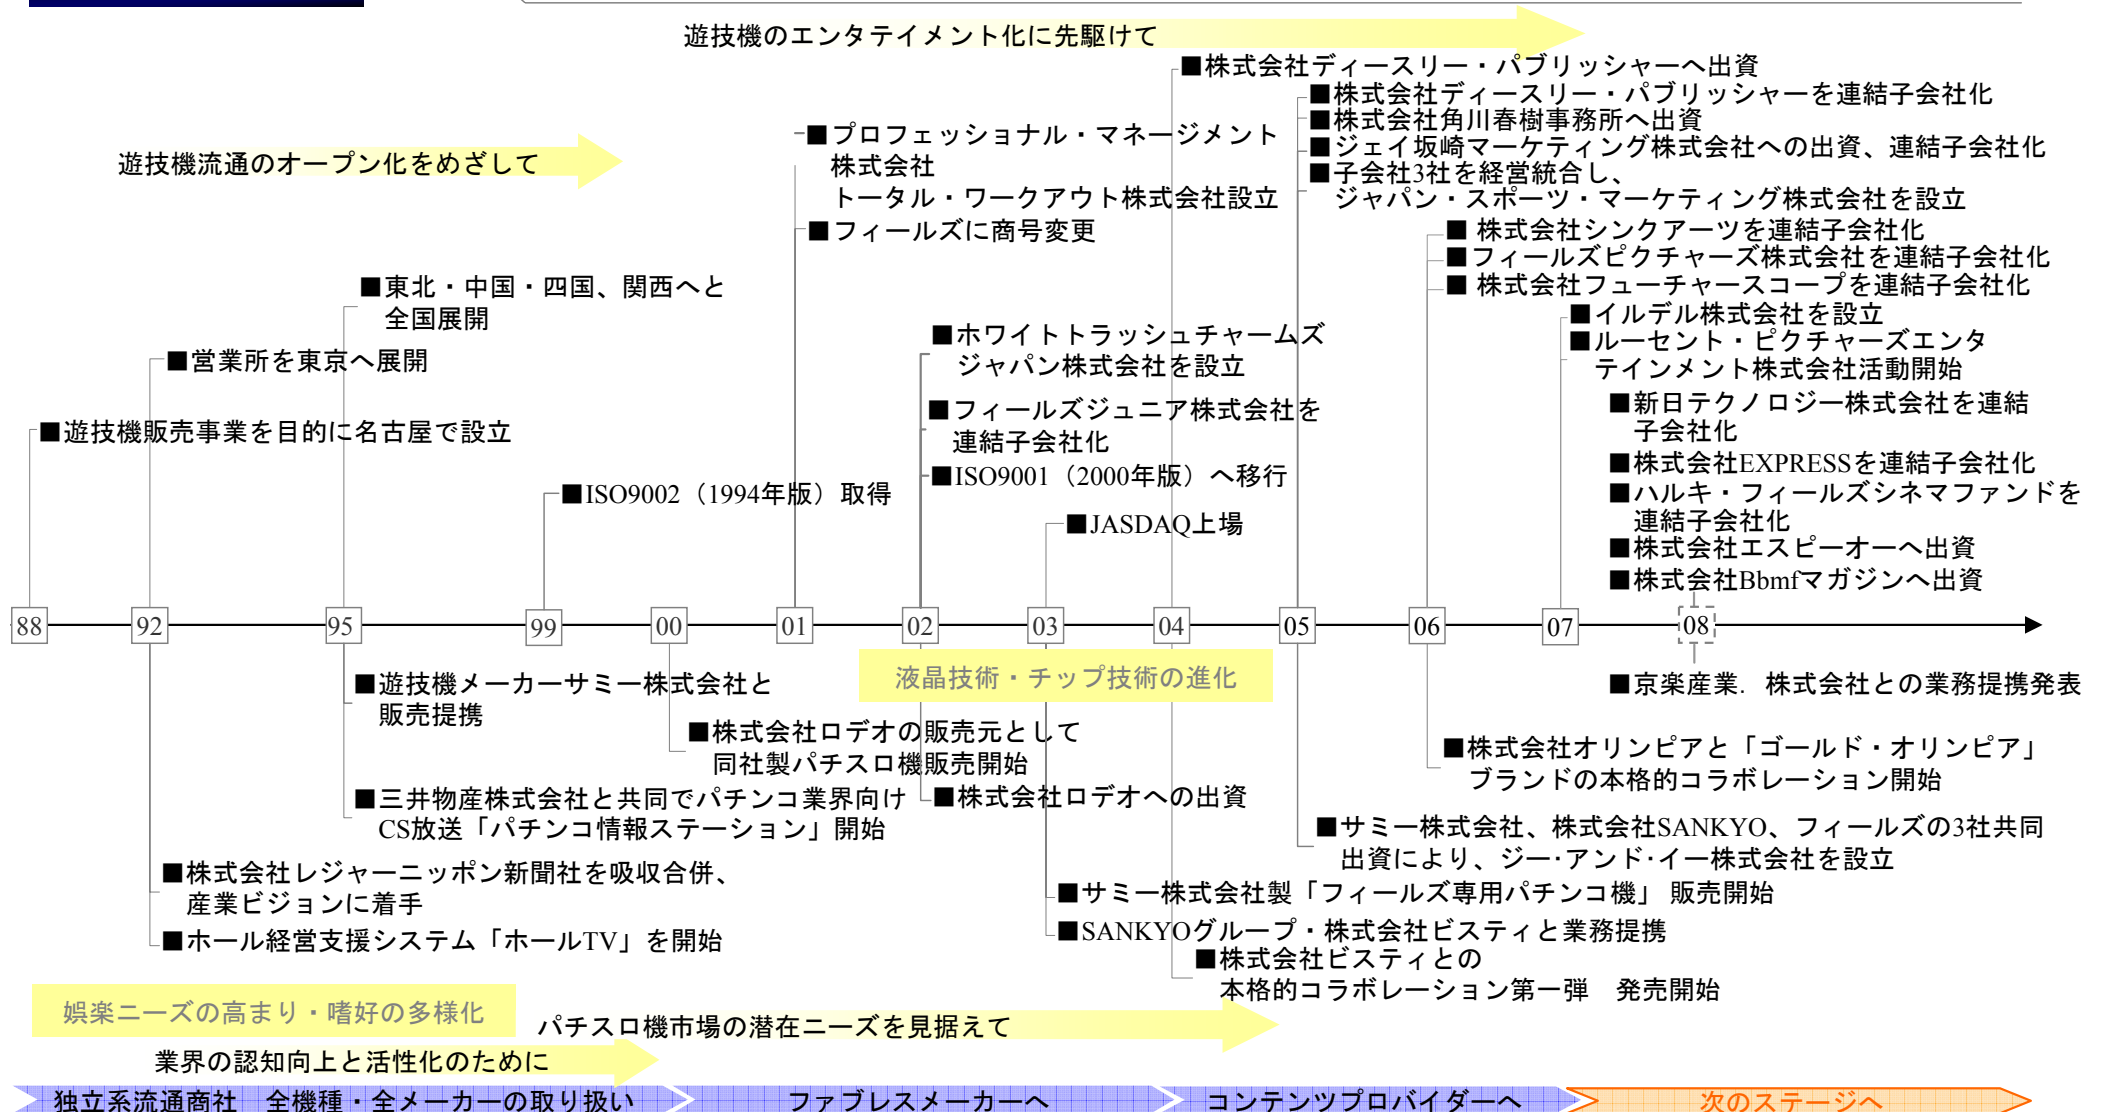 遊技機のエンタテイメント化に先駆けて
■株式会社ディースリー・パブリッシャーへ出資
■株式会社ディースリー・パブリッシャーを連結子会社化
■株式会社角川春樹事務所へ出資
■ジェイ坂崎マーケティング株式会社への出資、連結子会社化
■子会社3社を経営統合し、
ジャパン・スポーツ・マーケティング株式会社を設立
■プロフェッショナル・マネージメント
株式会社
トータル・ワークアウト株式会社設立
■フィールズに商号変更
遊技機流通のオープン化をめざして
■ 株式会社シンクアーツを連結子会社化
■フィールズピクチャーズ株式会社を連結子会社化
■ 株式会社フューチャースコープを連結子会社化
■東北・中国・四国、関西へと
全国展開
■イルデル株式会社を設立
■ルーセント・ピクチャーズエンタ
テインメント株式会社活動開始
■ホワイトトラッシュチャームズ
ジャパン株式会社を設立
■営業所を東京へ展開
■フィールズジュニア株式会社を
連結子会社化
■新日テクノロジー株式会社を連結
子会社化
■遊技機販売事業を目的に名古屋で設立
■株式会社EXPRESSを連結子会社化
■ISO9001（2000年版）へ移行
■ISO9002（1994年版）取得
■ハルキ・フィールズシネマファンドを
連結子会社化
■JASDAQ上場
■株式会社エスピーオーへ出資
■株式会社Bbmfマガジンへ出資
88 92 95 99 00 01 02 03 04 05 06 07 08
液晶技術・チップ技術の進化
■遊技機メーカーサミー株式会社と
販売提携
■京楽産業．株式会社との業務提携発表
■株式会社ロデオの販売元として
同社製パチスロ機販売開始
■株式会社オリンピアと「ゴールド・オリンピア」
ブランドの本格的コラボレーション開始
■三井物産株式会社と共同でパチンコ業界向け
CS放送「パチンコ情報ステーション」開始
■株式会社ロデオへの出資
■サミー株式会社、株式会社SANKYO、フィールズの3社共同
出資により、ジー・アンド・イー株式会社を設立
■株式会社レジャーニッポン新聞社を吸収合併、
産業ビジョンに着手
■サミー株式会社製「フィールズ専用パチンコ機」 販売開始
■ホール経営支援システム「ホールTV」を開始
■SANKYOグループ・株式会社ビスティと業務提携
■株式会社ビスティとの
本格的コラボレーション第一弾　発売開始
娯楽ニーズの高まり・嗜好の多様化
パチスロ機市場の潜在ニーズを見据えて
業界の認知向上と活性化のために
独立系流通商社　全機種・全メーカーの取り扱い
ファブレスメーカーへ
コンテンツプロバイダーへ
次のステージへ